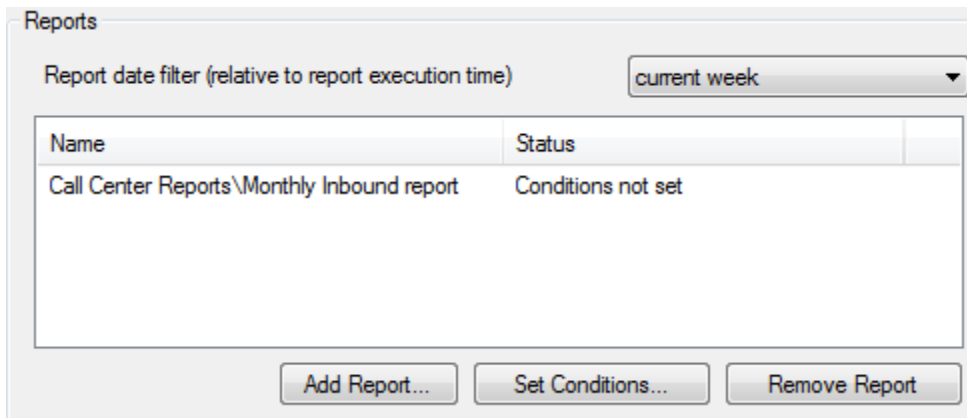 Reports
Report date filter (relative to report execution time) current week
Name Status
Call Center Reports\Monthly Inbound report Conditions not set
Add Report... Set Conditions... Remove Report